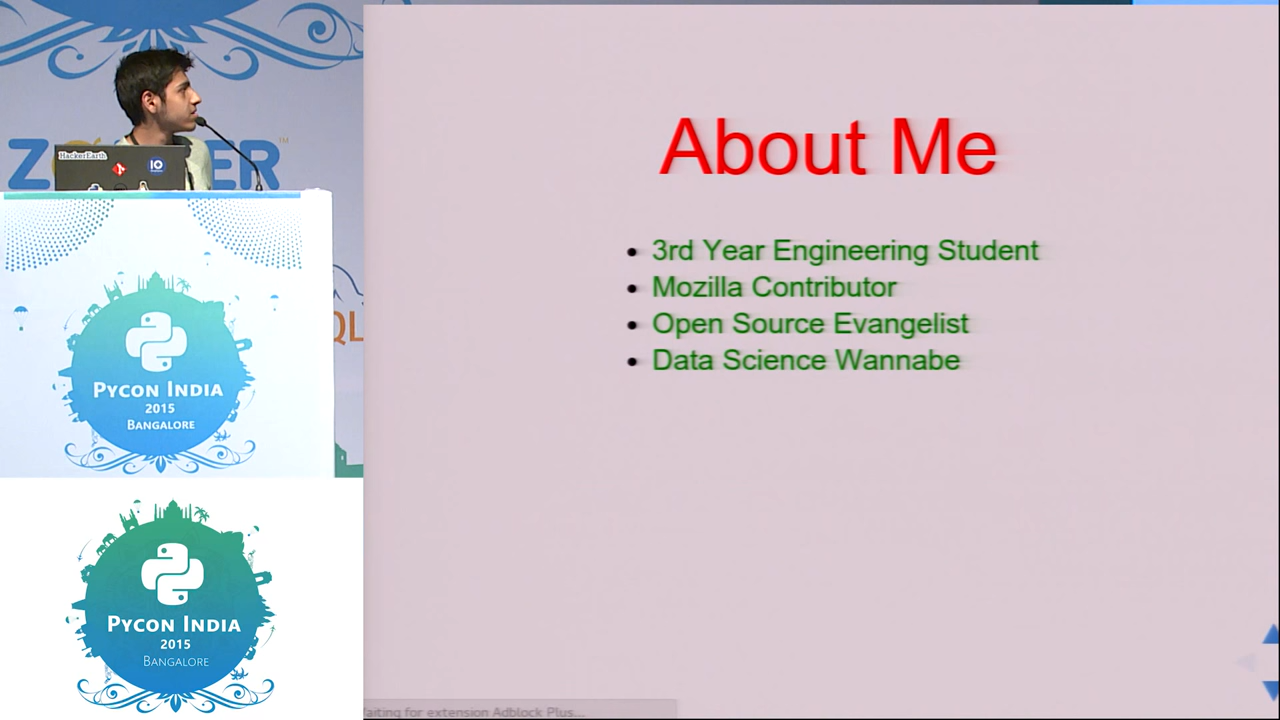 HackerEarth
IO
PYCON INDIA
2015
BANGALORE
PYCON INDIA
2015
BANGALORE
About Me
3rd Year Engineering Student
Mozilla Contributor
Open Source Evangelist
Data Science Wannabe
for extension Adblock Plus...